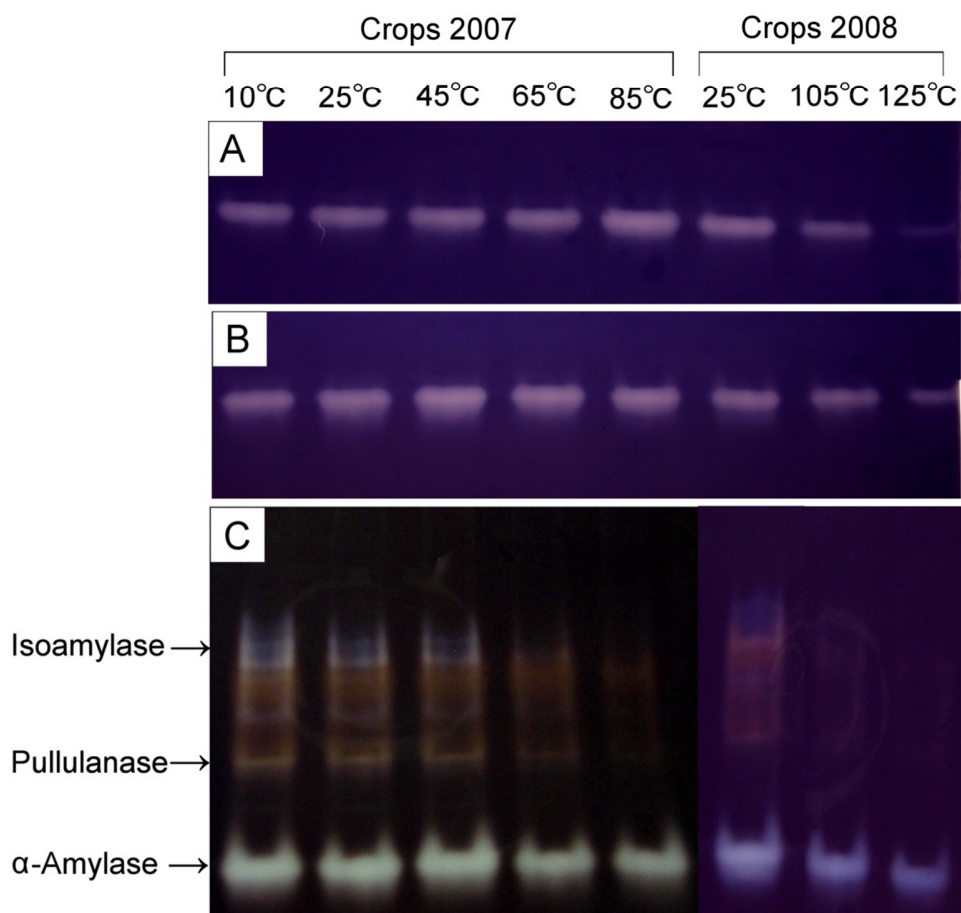 Crops 2007 Crops 2008
10℃ 25℃ 45℃ 65℃ 85℃ 25℃ 105℃ 125℃
A
B
C
Isoamylase →
Pullulanase →
α-Amylase →